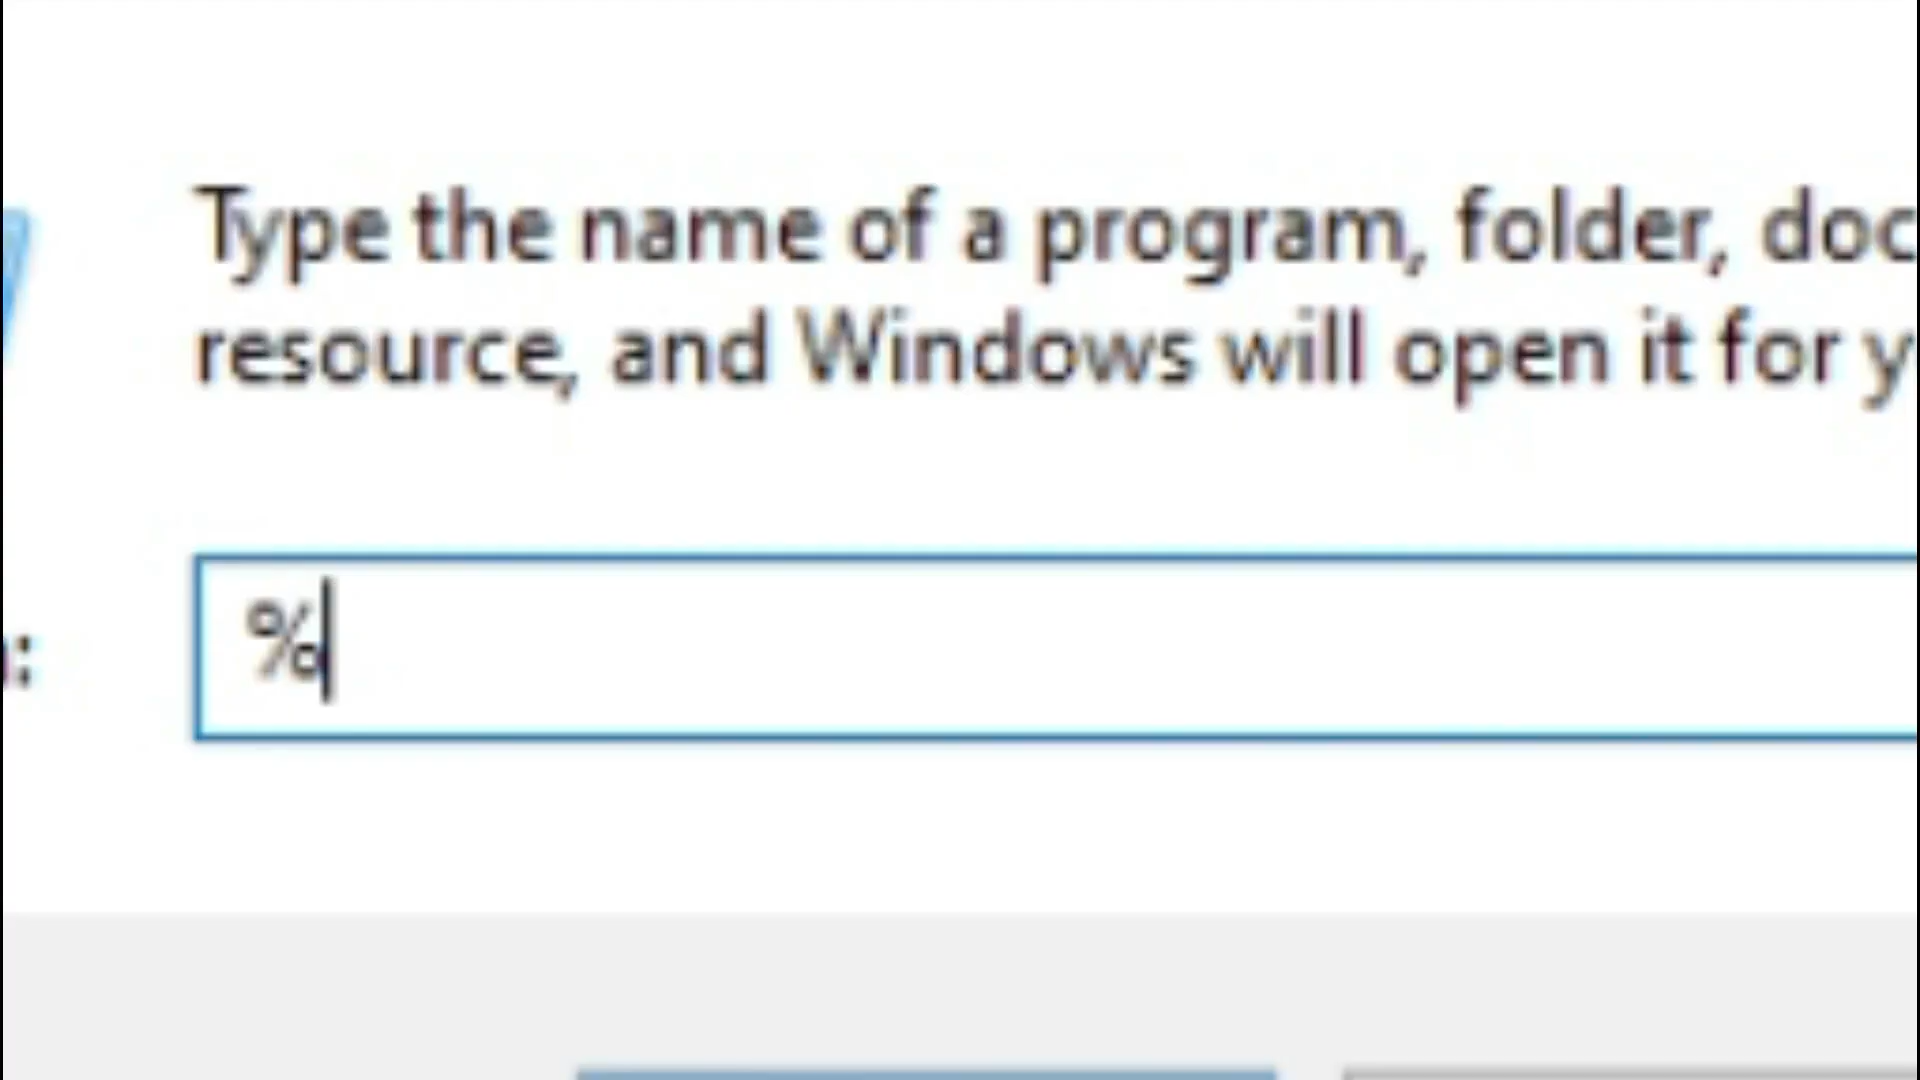 Type the name of a program, folder, doc
resource, and Windows will open it for y
:
%